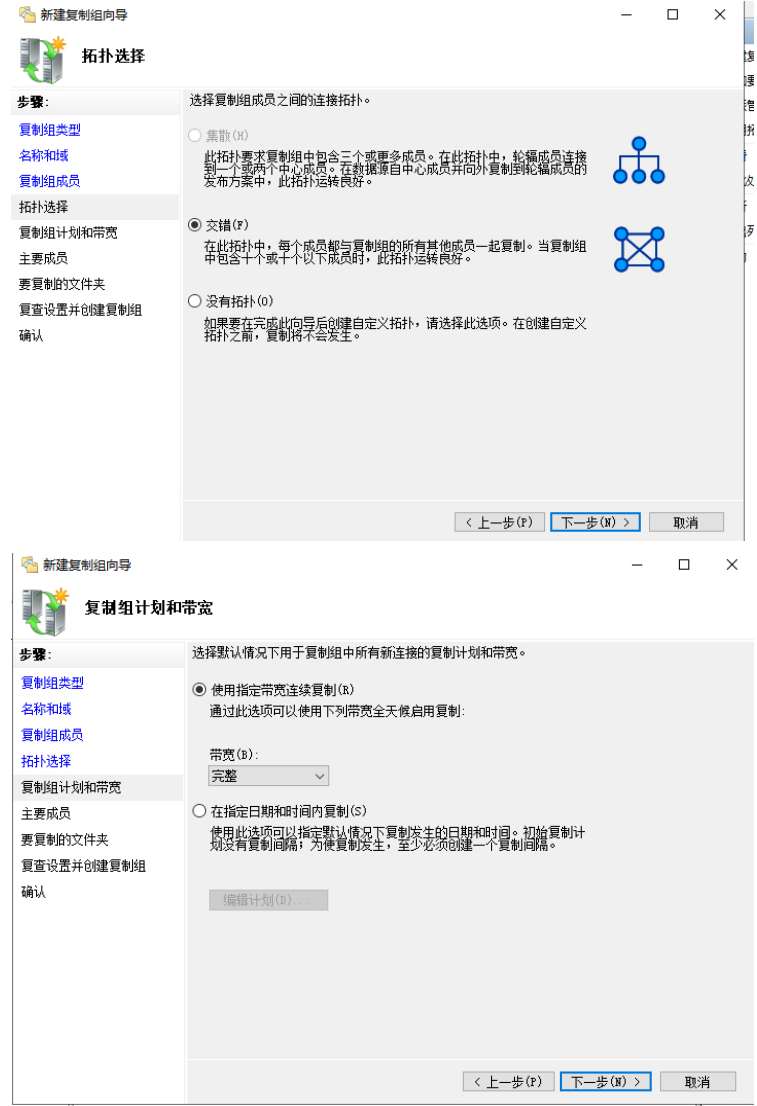 新建复制组向导
拓扑选择
步骤:
复制组类型
名称和域
复制组成员
拓扑选择
复制组计划和带宽
主要成员
要复制的文件夹
复查设置并创建复制组
确认
选择复制组成员之间的连接拓扑。
集散(H)
此拓扑要求复制组中包含三个或更多成员。在此拓扑中，轮辐成员连接
到一个或两个中心成员。在数据源自中心成员并向外复制到轮辐成员的
发布方案中，此拓扑运转良好。
交错(F)
在此拓扑中，每个成员都与复制组的所有其他成员一起复制。当复制组
中包含十个或十个以下成员时，此拓扑运转良好。
没有拓扑(O)
如果要在完成此向导后创建自定义拓扑，请选择此选项。在创建自定义
拓扑之前，复制将不会发生。
< 上一步(P)
下一步(N) >
取消
新建复制组向导
复制组计划和带宽
步骤:
复制组类型
名称和域
复制组成员
拓扑选择
复制组计划和带宽
主要成员
要复制的文件夹
复查设置并创建复制组
确认
选择默认情况下用于复制组中所有新连接的复制计划和带宽。
使用指定带宽连续复制(R)
通过此选项可以使用下列带宽全天候启用复制:
带宽(B):
完整
在指定日期和时间内复制(S)
使用此选项可以指定默认情况下复制发生的日期和时间。初始复制计
划没有复制间隔；为使复制发生，至少必须创建一个复制间隔。
编辑计划(D)...
< 上一步(P)
下一步(N) >
取消